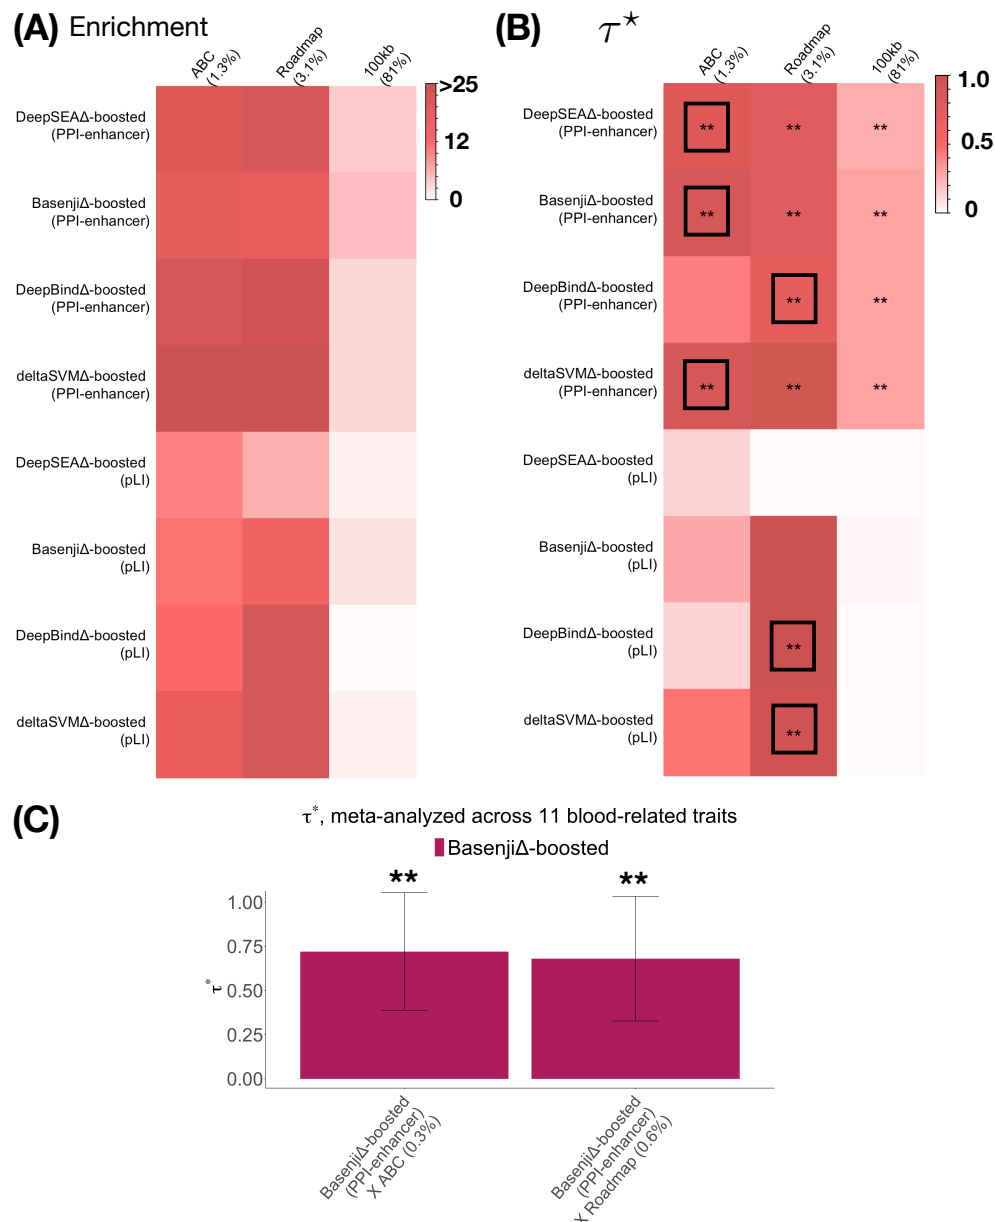 (A) Enrichment
ABC
(1.3%)
Roadmap
(3.1%)
100kb
(81%)
>25
12
0
DeepSEAΔ-boosted
(PPI-enhancer)
BasenjiΔ-boosted
(PPI-enhancer)
DeepBindΔ-boosted
(PPI-enhancer)
deltaSVMΔ-boosted
(PPI-enhancer)
DeepSEAΔ-boosted
(pLI)
BasenjiΔ-boosted
(pLI)
DeepBindΔ-boosted
(pLI)
deltaSVMΔ-boosted
(pLI)
(B) τ*
ABC
(1.3%)
Roadmap
(3.1%)
100kb
(81%)
1.0
0.5
0
DeepSEAΔ-boosted
(PPI-enhancer)
** ** **
BasenjiΔ-boosted
(PPI-enhancer)
** ** **
DeepBindΔ-boosted
(PPI-enhancer)
** **
deltaSVMΔ-boosted
(PPI-enhancer)
** ** **
DeepSEAΔ-boosted
(pLI)
BasenjiΔ-boosted
(pLI)
DeepBindΔ-boosted
(pLI)
**
deltaSVMΔ-boosted
(pLI)
**
(C)
τ*, meta-analyzed across 11 blood-related traits
BasenjiΔ-boosted
** **
1.00
0.75
0.50
0.25
0.00
τ*
BasenjiΔ-boosted
(PPI-enhancer)
X ABC (0.3%)
BasenjiΔ-boosted
(PPI-enhancer)
X Roadmap (0.6%)